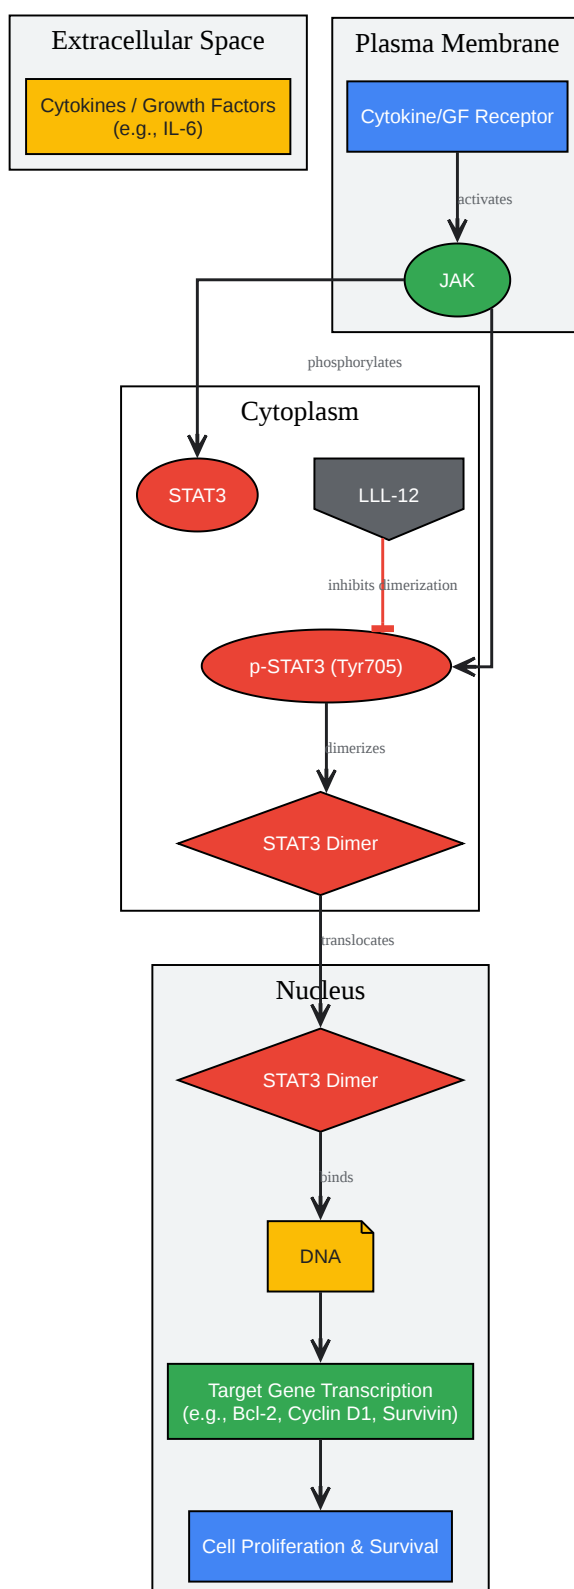 Extracellular Space
Cytokines / Growth Factors
(e.g., IL-6)
Plasma Membrane
Cytokine/GF Receptor
activates
JAK
phosphorylates
Cytoplasm
STAT3
LLL-12
inhibits dimerization
p-STAT3 (Tyr705)
dimerizes
STAT3 Dimer
translocates
Nucleus
STAT3 Dimer
binds
DNA
Target Gene Transcription
(e.g., Bcl-2, Cyclin D1, Survivin)
Cell Proliferation & Survival